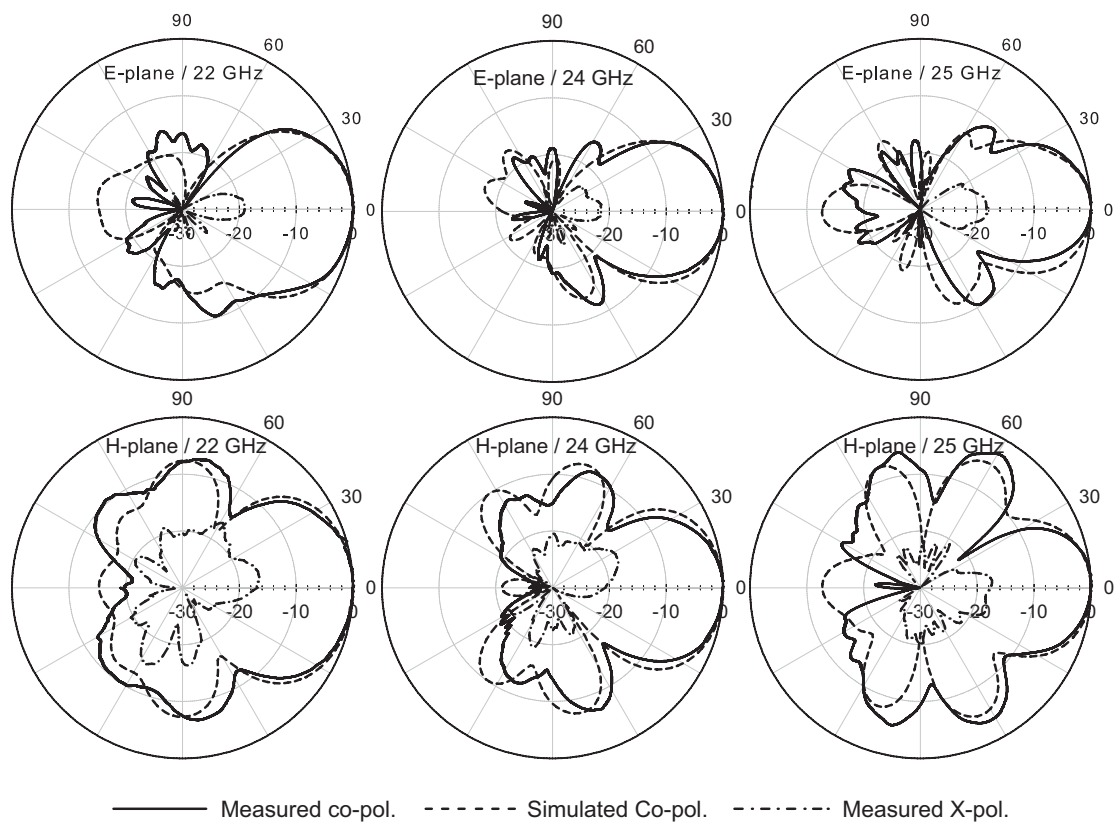 90
60
E-plane / 22 GHz
30
0
-30 -20 -10 0
90
60
E-plane / 24 GHz
30
0
-30 -20 -10 0
90
60
E-plane / 25 GHz
30
0
-30 -20 -10 0
90
60
H-plane / 22 GHz
30
0
-30 -20 -10 0
90
60
H-plane / 24 GHz
30
0
-30 -20 -10 0
90
60
H-plane / 25 GHz
30
0
-30 -20 -10 0
Measured co-pol. Simulated Co-pol. Measured X-pol.